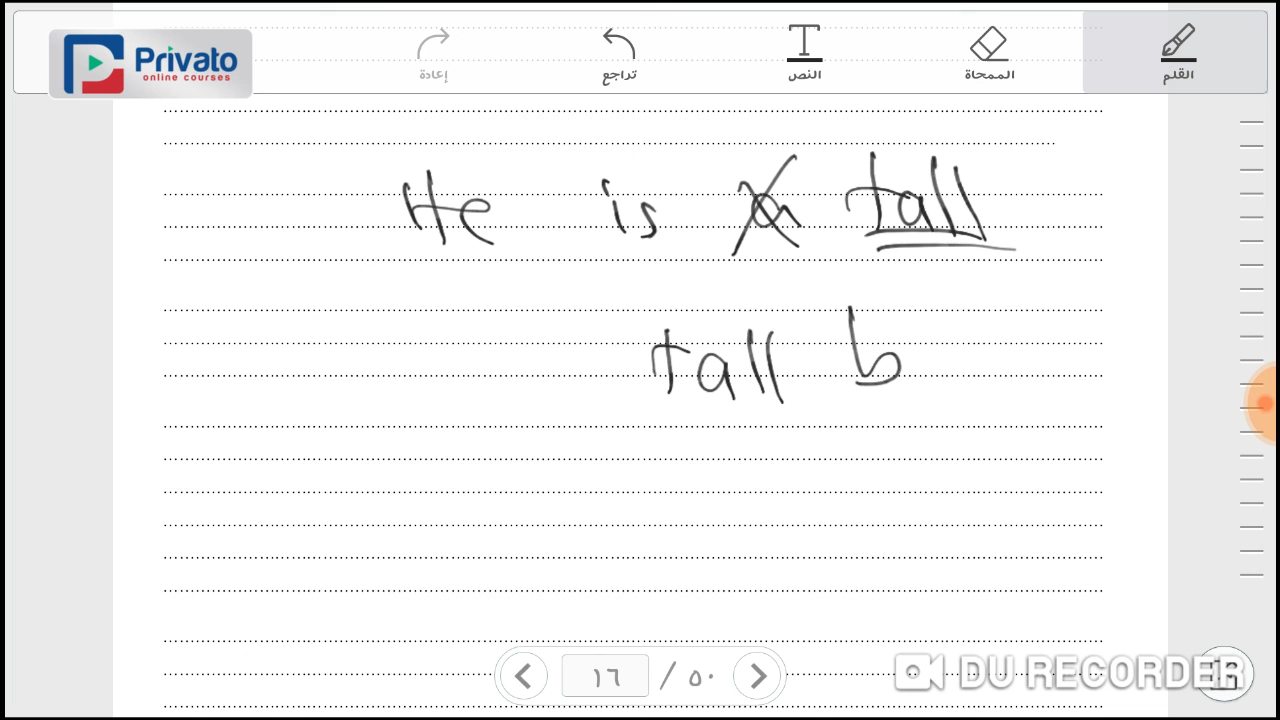 Privato
online courses
إعادة
تراجع
النص
الممحاة
القلم
He is a tall
tall b
١٦ / ٥٠
DU RECORDER